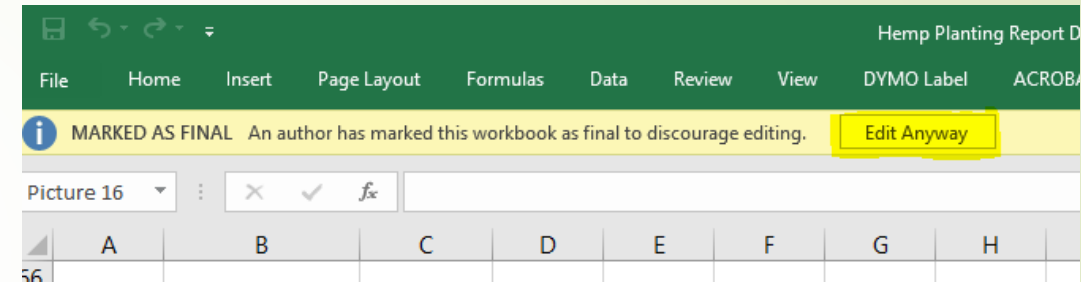 Hemp Planting Report D
File Home Insert Page Layout Formulas Data Review View DYMO Label ACROBA
MARKED AS FINAL An author has marked this workbook as final to discourage editing. Edit Anyway
Picture 16 fx
A B C D E F G H
66